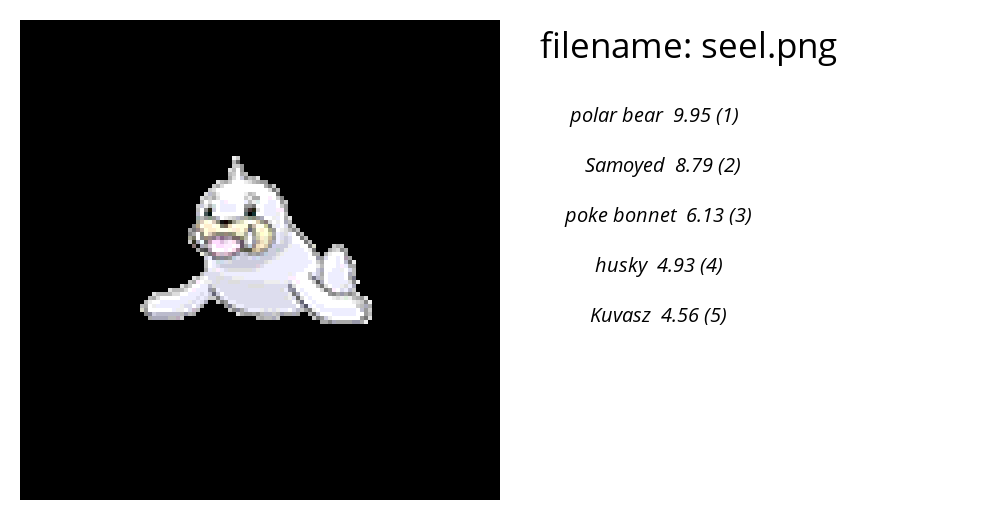 filename: seel.png
polar bear 9.95 (1)
Samoyed 8.79 (2)
poke bonnet 6.13 (3)
husky 4.93 (4)
Kuvasz 4.56 (5)